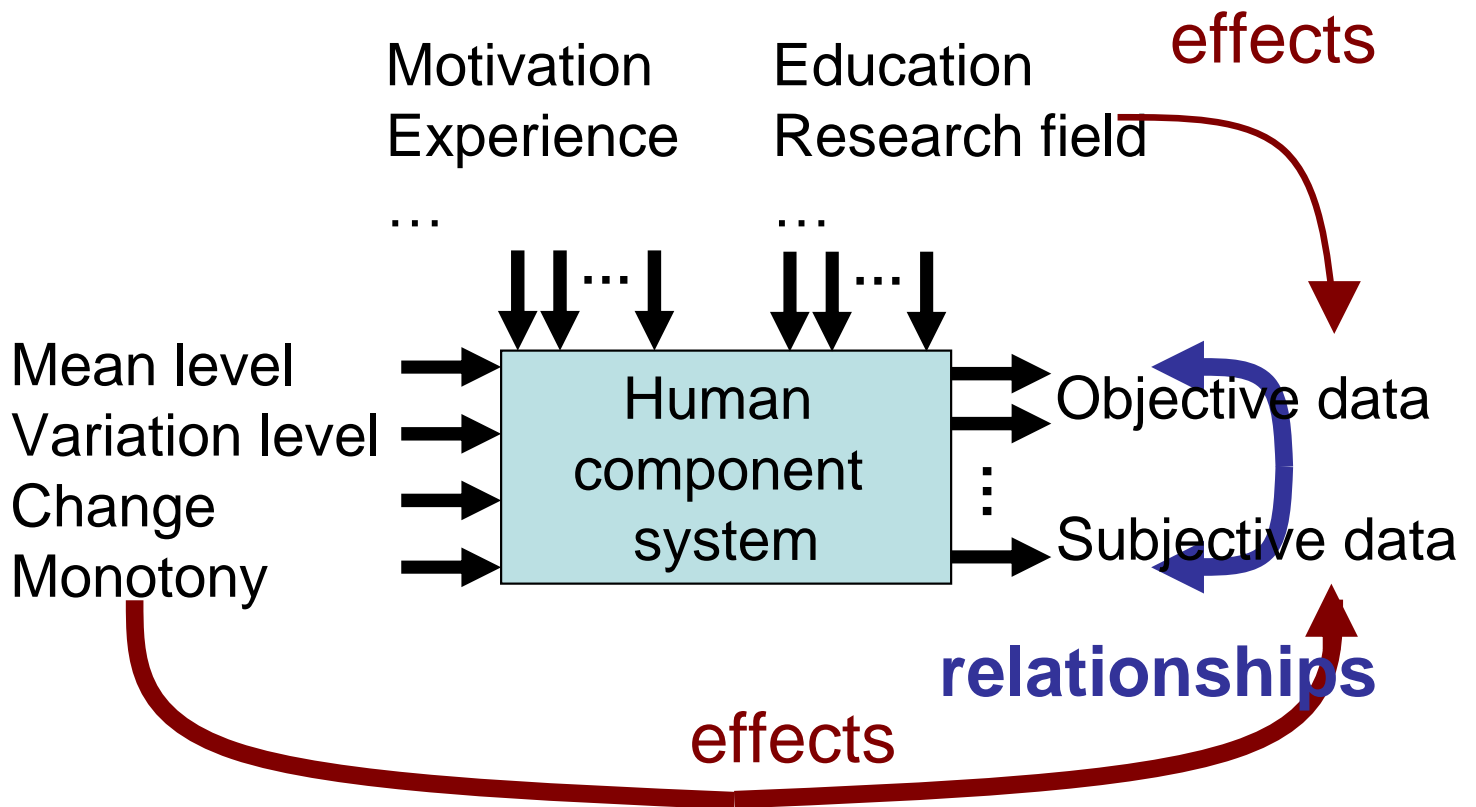 effects
Motivation
Experience
…
Education
Research field
…
...
...
Mean level
Variation level
Change
Monotony
Human
component
system
...
Objective data
Subjective data
relationships
effects